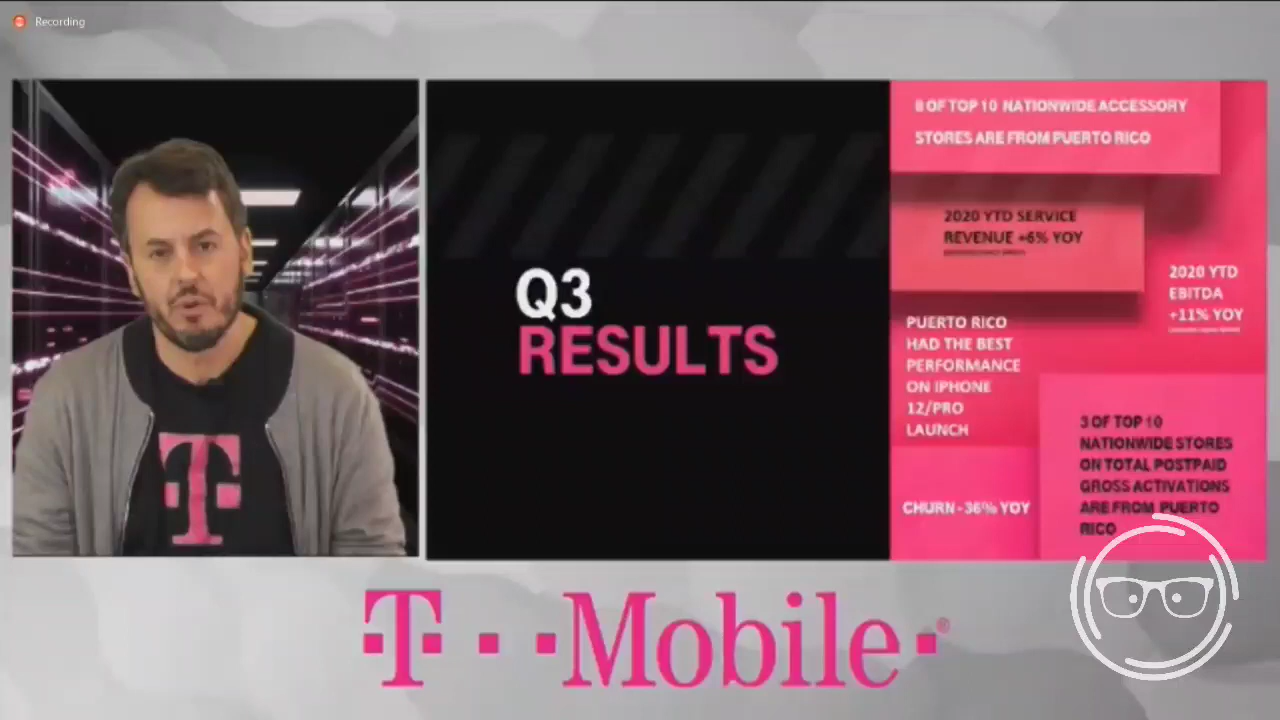 Recording
8 OF TOP 10 NATIONWIDE ACCESSORY
STORES ARE FROM PUERTO RICO
2020 YTD SERVICE
REVENUE +6% YOY
2020 YTD
EBITDA
+11% YOY
Q3
RESULTS
PUERTO RICO
HAD THE BEST
PERFORMANCE
ON IPHONE
12/PRO
LAUNCH
3 OF TOP 10
NATIONWIDE STORES
ON TOTAL POSTPAID
GROSS ACTIVATIONS
ARE FROM PUERTO
RICO
CHURN - 36% YOY
T
T··Mobile·®